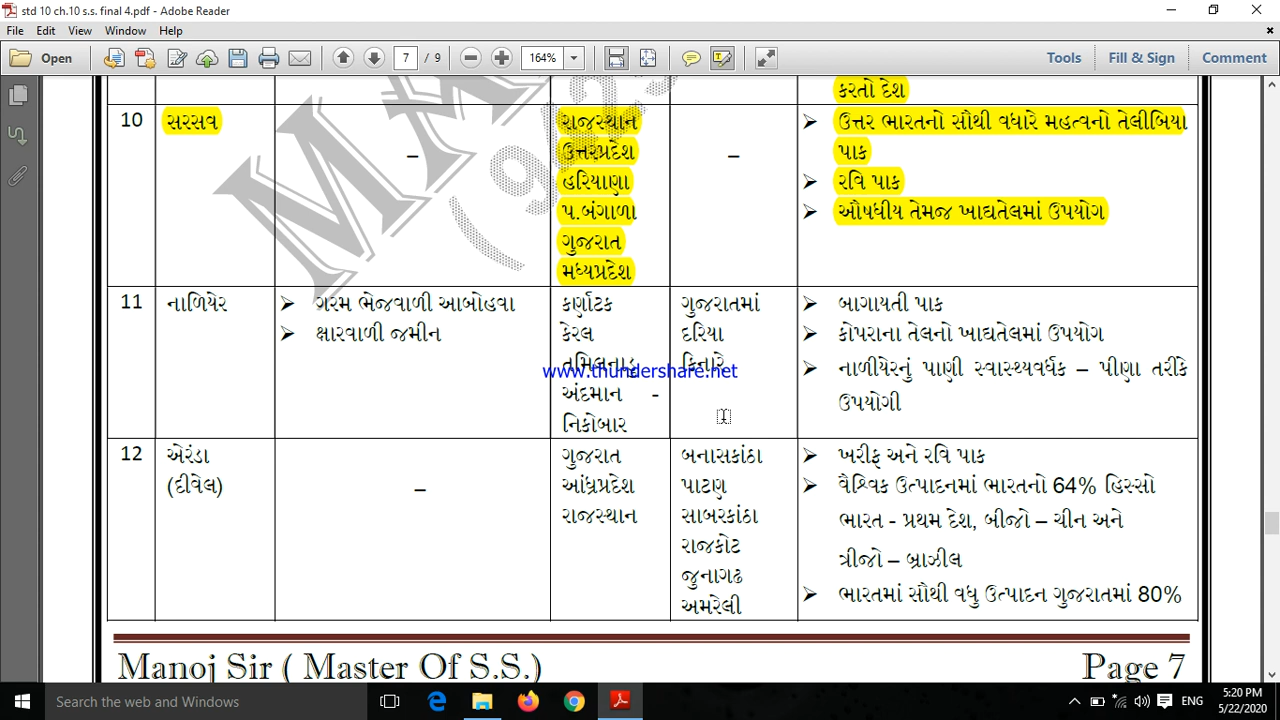 std 10 ch.10 s.s. final 4.pdf - Adobe Reader
File Edit View Window Help
Open 7 / 9 164% Tools Fill & Sign Comment
કરતો દેશ
10 સરસવ – રાજસ્થાન – ઉત્તર ભારતનો સૌથી વધારે મહત્વનો તેલીબિયા
ઉત્તરપ્રદેશ પાક
હરિયાણા રવિ પાક
પ.બંગાળા ઔષધીય તેમજ ખાદ્યતેલમાં ઉપયોગ
ગુજરાત
મધ્યપ્રદેશ
11 નાળિયેર ગરમ ભેજવાળી આબોહવા કર્ણાટક ગુજરાતમાં બાગાયતી પાક
ક્ષારવાળી જમીન કેરલ દરિયા કોપરાના તેલનો ખાદ્યતેલમાં ઉપયોગ
તમિલનાડુ કિનારે નાળીયેરનું પાણી સ્વાસ્થ્યવર્ધક – પીણા તરીકે
www.thundershare.net
અંદમાન - ઉપયોગી
નિકોબાર
12 એરંડા ગુજરાત બનાસકાંઠા ખરીફ અને રવિ પાક
(દીવેલ) – આંધ્રપ્રદેશ પાટણ વૈશ્વિક ઉત્પાદનમાં ભારતનો 64% હિસ્સો
રાજસ્થાન સાબરકાંઠા ભારત - પ્રથમ દેશ, બીજો – ચીન અને
રાજકોટ ત્રીજો – બ્રાઝીલ
જુનાગઢ ભારતમાં સૌથી વધુ ઉત્પાદન ગુજરાતમાં 80%
અમરેલી
Manoj Sir ( Master Of S.S.) Page 7
Search the web and Windows
ENG 5:20 PM
5/22/2020